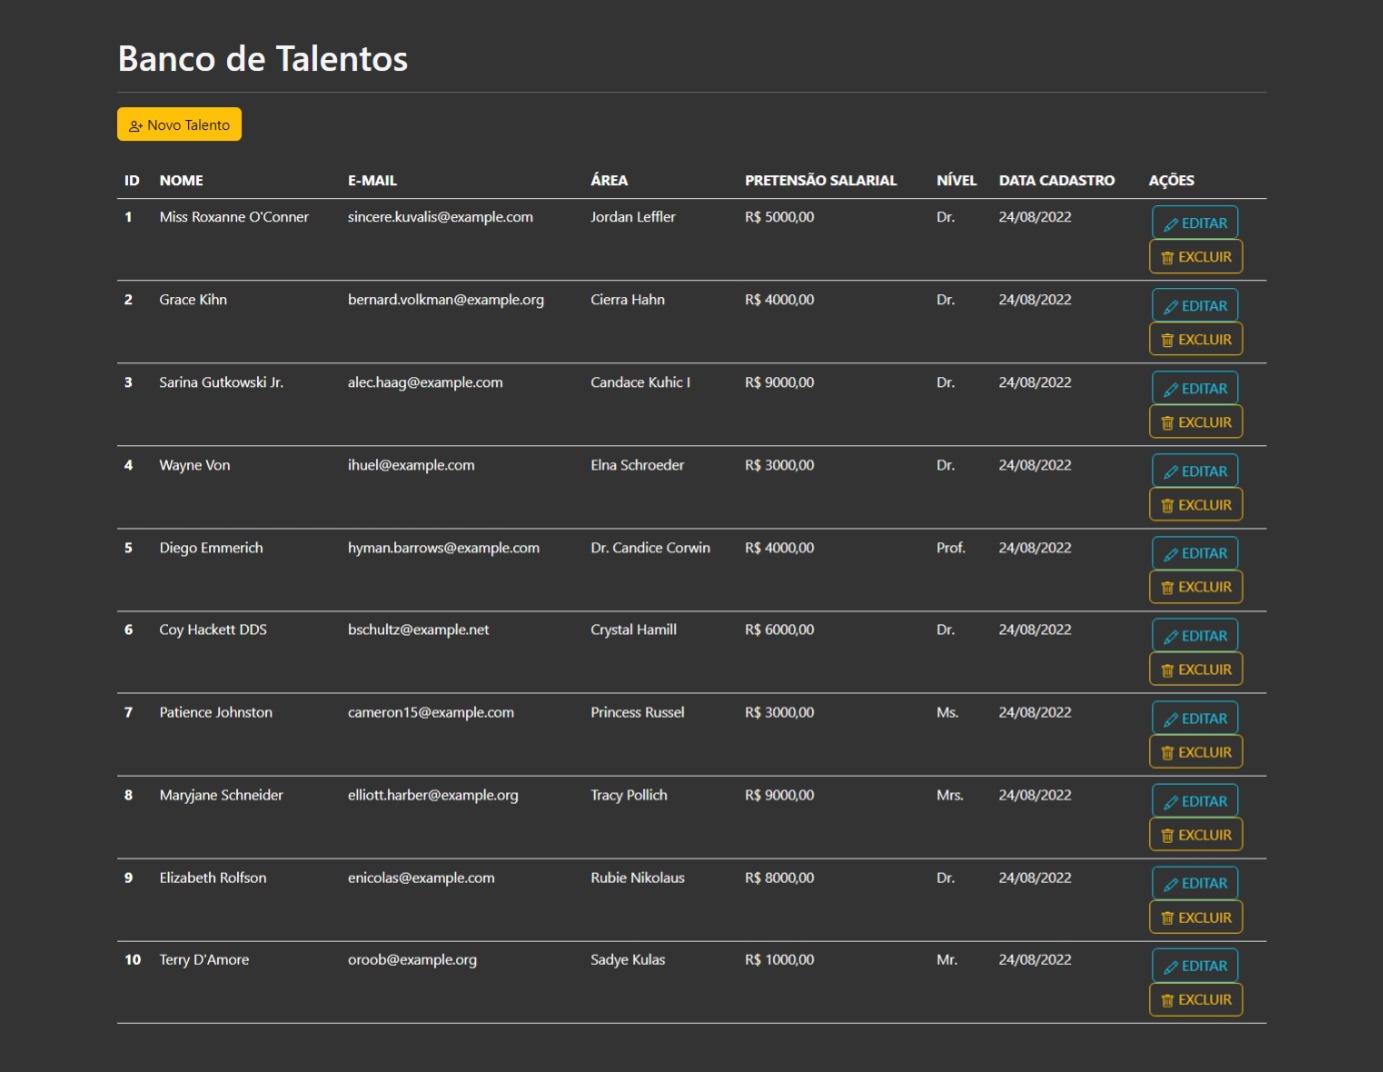 Banco de Talentos
Novo Talento
ID NOME E-MAIL ÁREA PRETENSÃO SALARIAL NÍVEL DATA CADASTRO AÇÕES
1 Miss Roxanne O'Conner sincere.kuvalis@example.com Jordan Leffler R$ 5000,00 Dr. 24/08/2022 EDITAR
EXCLUIR
2 Grace Kihn bernard.volkman@example.org Cierra Hahn R$ 4000,00 Dr. 24/08/2022 EDITAR
EXCLUIR
3 Sarina Gutkowski Jr. alec.haag@example.com Candace Kuhic I R$ 9000,00 Dr. 24/08/2022 EDITAR
EXCLUIR
4 Wayne Von ihuel@example.com Elna Schroeder R$ 3000,00 Dr. 24/08/2022 EDITAR
EXCLUIR
5 Diego Emmerich hyman.barrows@example.com Dr. Candice Corwin R$ 4000,00 Prof. 24/08/2022 EDITAR
EXCLUIR
6 Coy Hackett DDS bschultz@example.net Crystal Hamill R$ 6000,00 Dr. 24/08/2022 EDITAR
EXCLUIR
7 Patience Johnston cameron15@example.com Princess Russel R$ 3000,00 Ms. 24/08/2022 EDITAR
EXCLUIR
8 Maryjane Schneider elliott.harber@example.org Tracy Pollich R$ 9000,00 Mrs. 24/08/2022 EDITAR
EXCLUIR
9 Elizabeth Rolfson enicolas@example.com Rubie Nikolaus R$ 8000,00 Dr. 24/08/2022 EDITAR
EXCLUIR
10 Terry D'Amore oroob@example.org Sadye Kulas R$ 1000,00 Mr. 24/08/2022 EDITAR
EXCLUIR